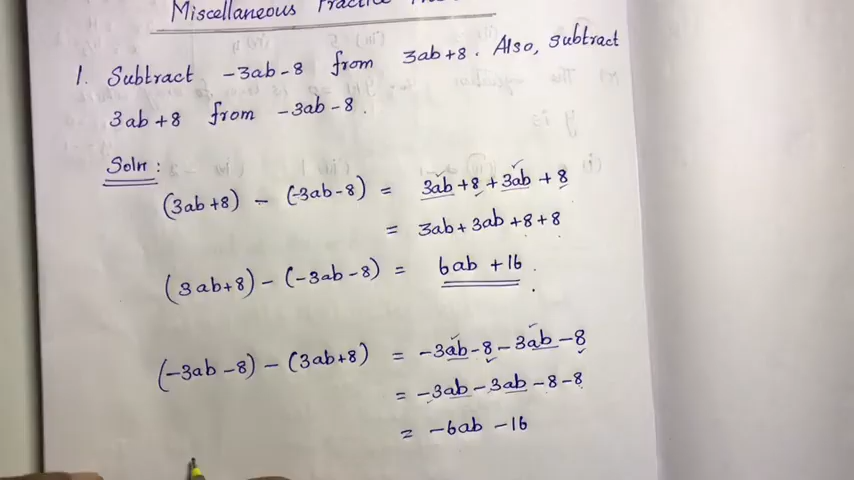 Miscellaneous Practice
1. Subtract -3ab-8 from 3ab+8. Also, subtract
3ab+8 from -3ab-8.
Soln:
(3ab+8) - (-3ab-8) = 3ab+8+3ab+8
= 3ab+3ab+8+8
(3ab+8)-(-3ab-8) = 6ab+16.
(-3ab-8)-(3ab+8) = -3ab-8-3ab-8
= -3ab-3ab-8-8
= -6ab-16